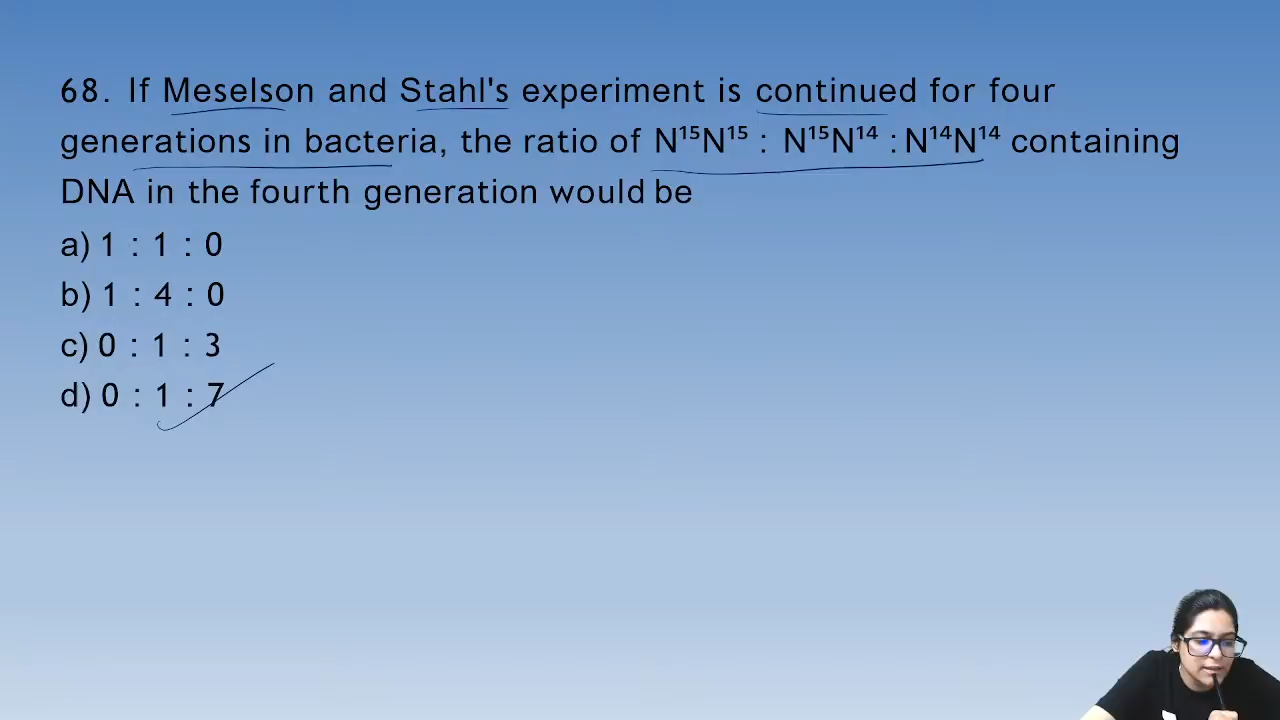 68. If Meselson and Stahl's experiment is continued for four
generations in bacteria, the ratio of N¹⁵N¹⁵ : N¹⁵N¹⁴ : N¹⁴N¹⁴ containing
DNA in the fourth generation would be
a) 1 : 1 : 0
b) 1 : 4 : 0
c) 0 : 1 : 3
d) 0 : 1 : 7